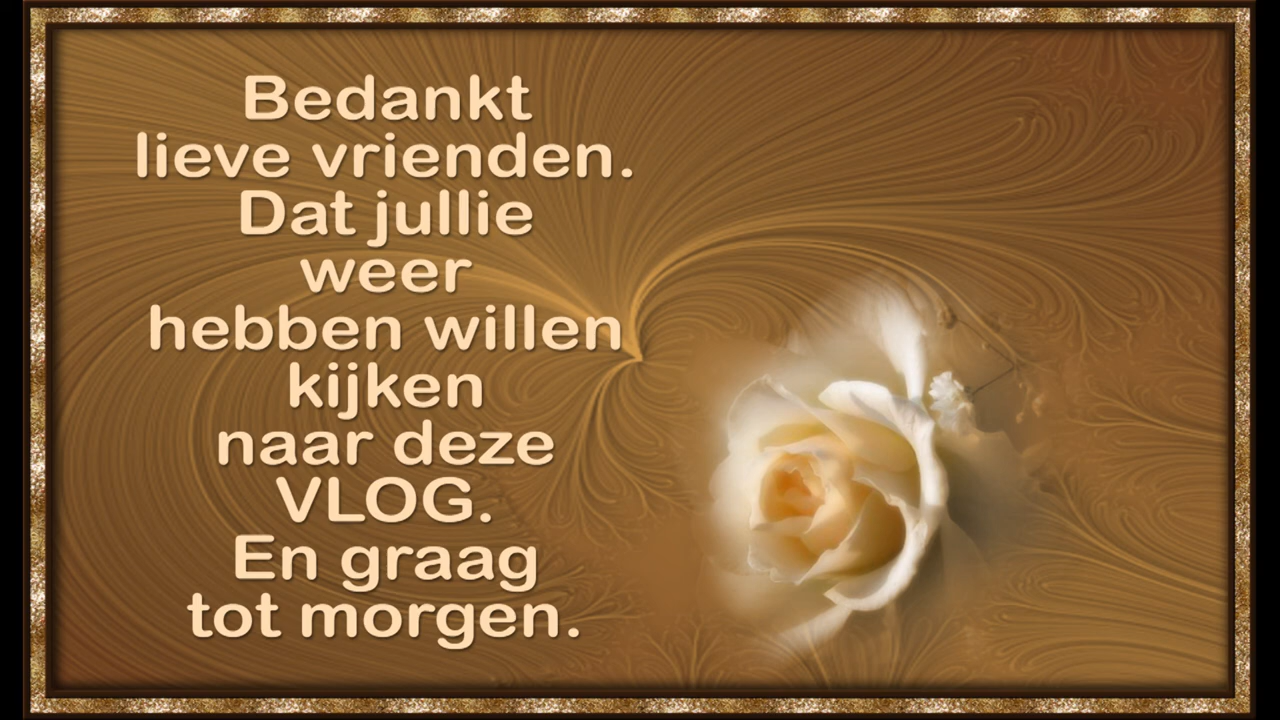 Bedankt
lieve vrienden.
Dat jullie
weer
hebben willen
kijken
naar deze
VLOG.
En graag
tot morgen.